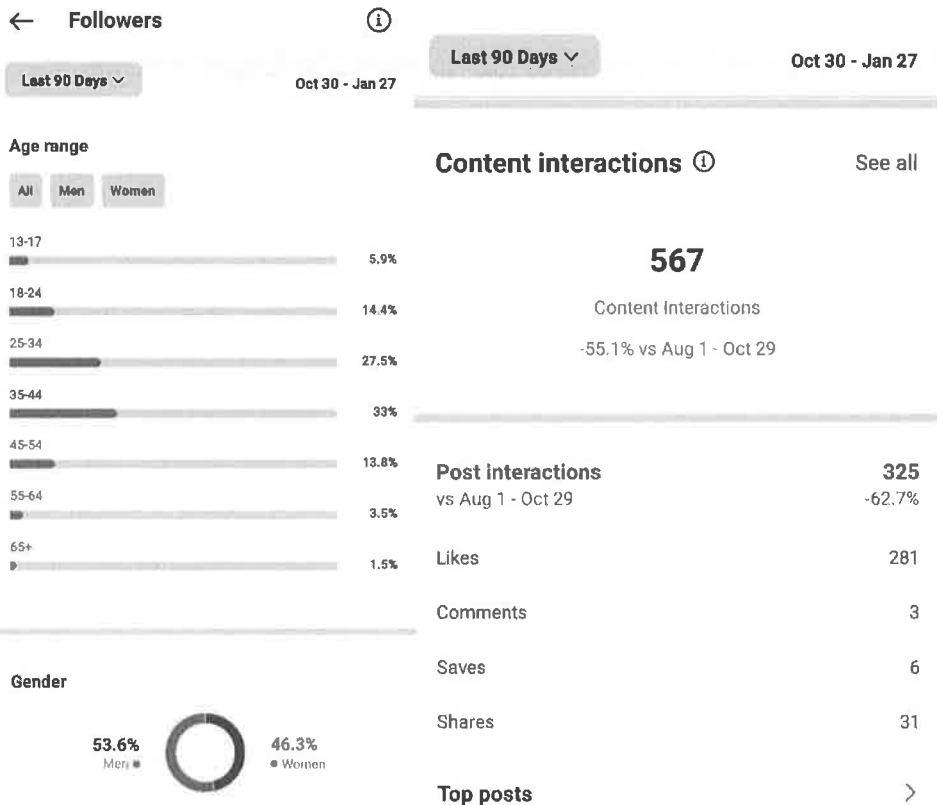 Followers
Last 90 Days
Oct 30 - Jan 27
Age range
All Men Women
13-17
5.9%
18-24
14.4%
25-34
27.5%
35-44
33%
45-54
13.8%
55-64
3.5%
65+
1.5%
Gender
53.6%
Men
46.3%
Women
Last 90 Days
Oct 30 - Jan 27
Content interactions
See all
567
Content Interactions
-55.1% vs Aug 1 - Oct 29
Post interactions 325
vs Aug 1 - Oct 29 -62.7%
Likes 281
Comments 3
Saves 6
Shares 31
Top posts